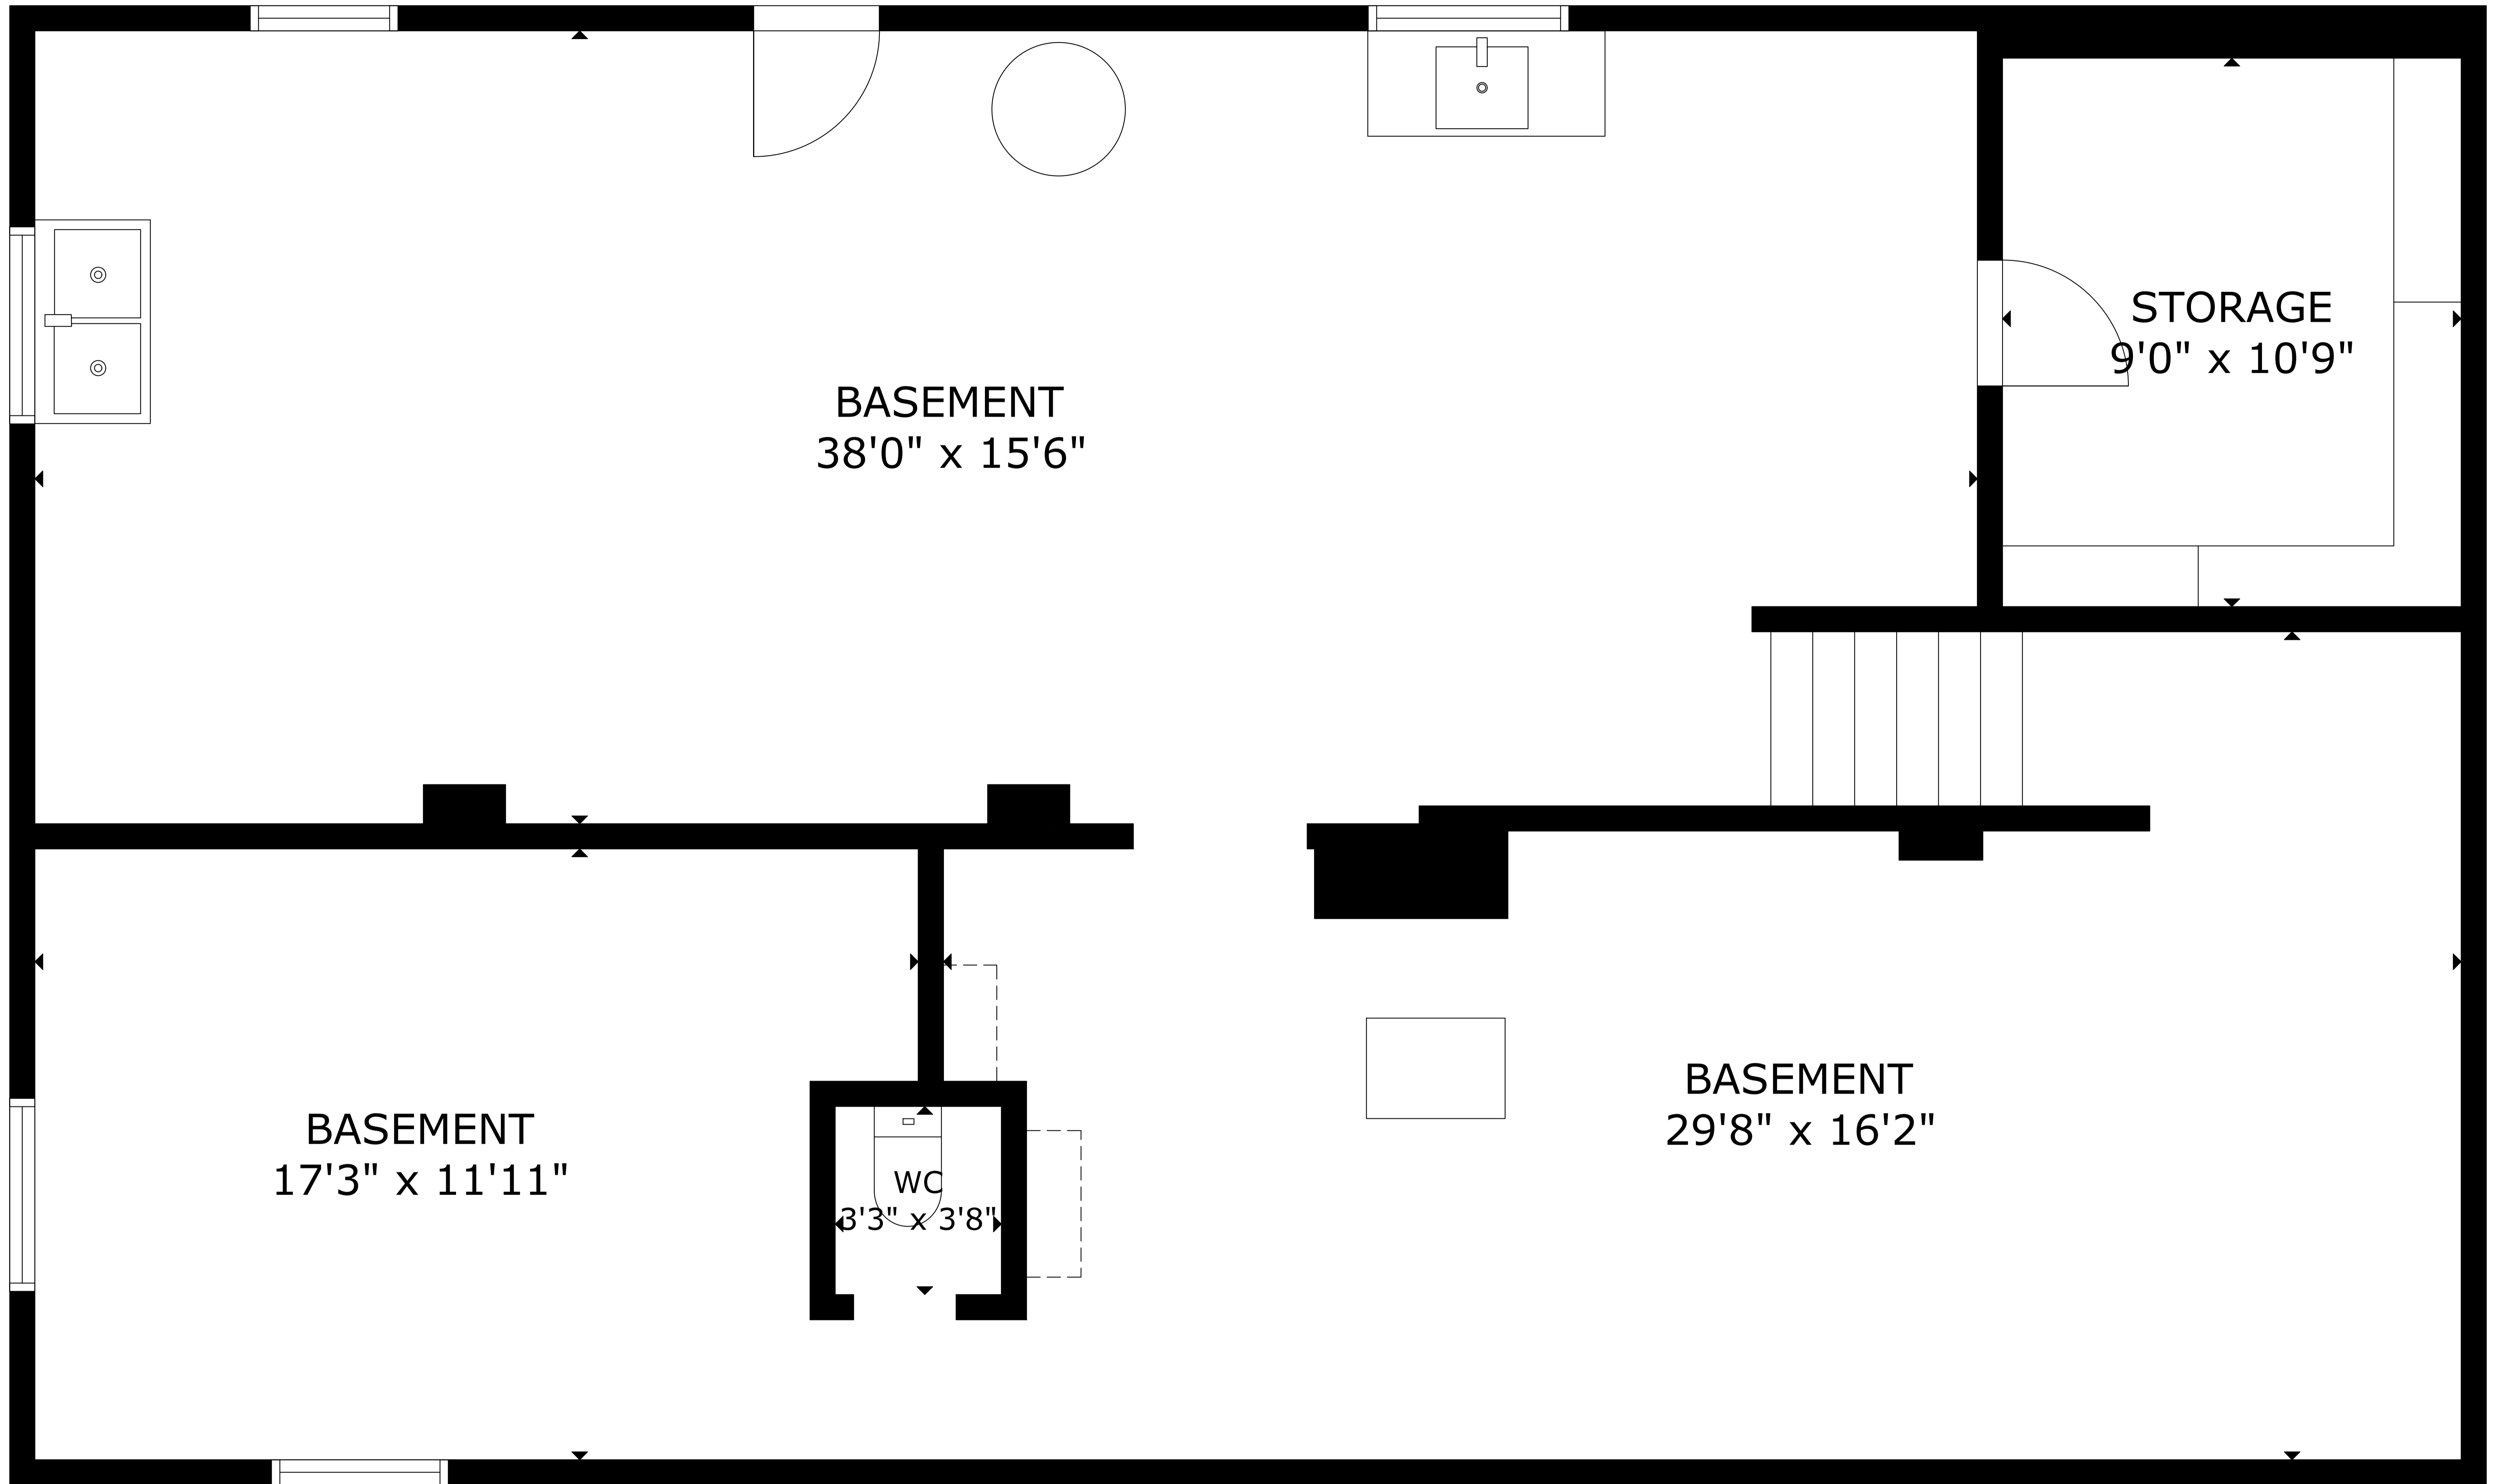 STORAGE
9'0" x 10'9"
BASEMENT
38'0" x 15'6"
BASEMENT
29'8" x 16'2"
BASEMENT
17'3" x 11'11"
WC
3'3" x 3'8"